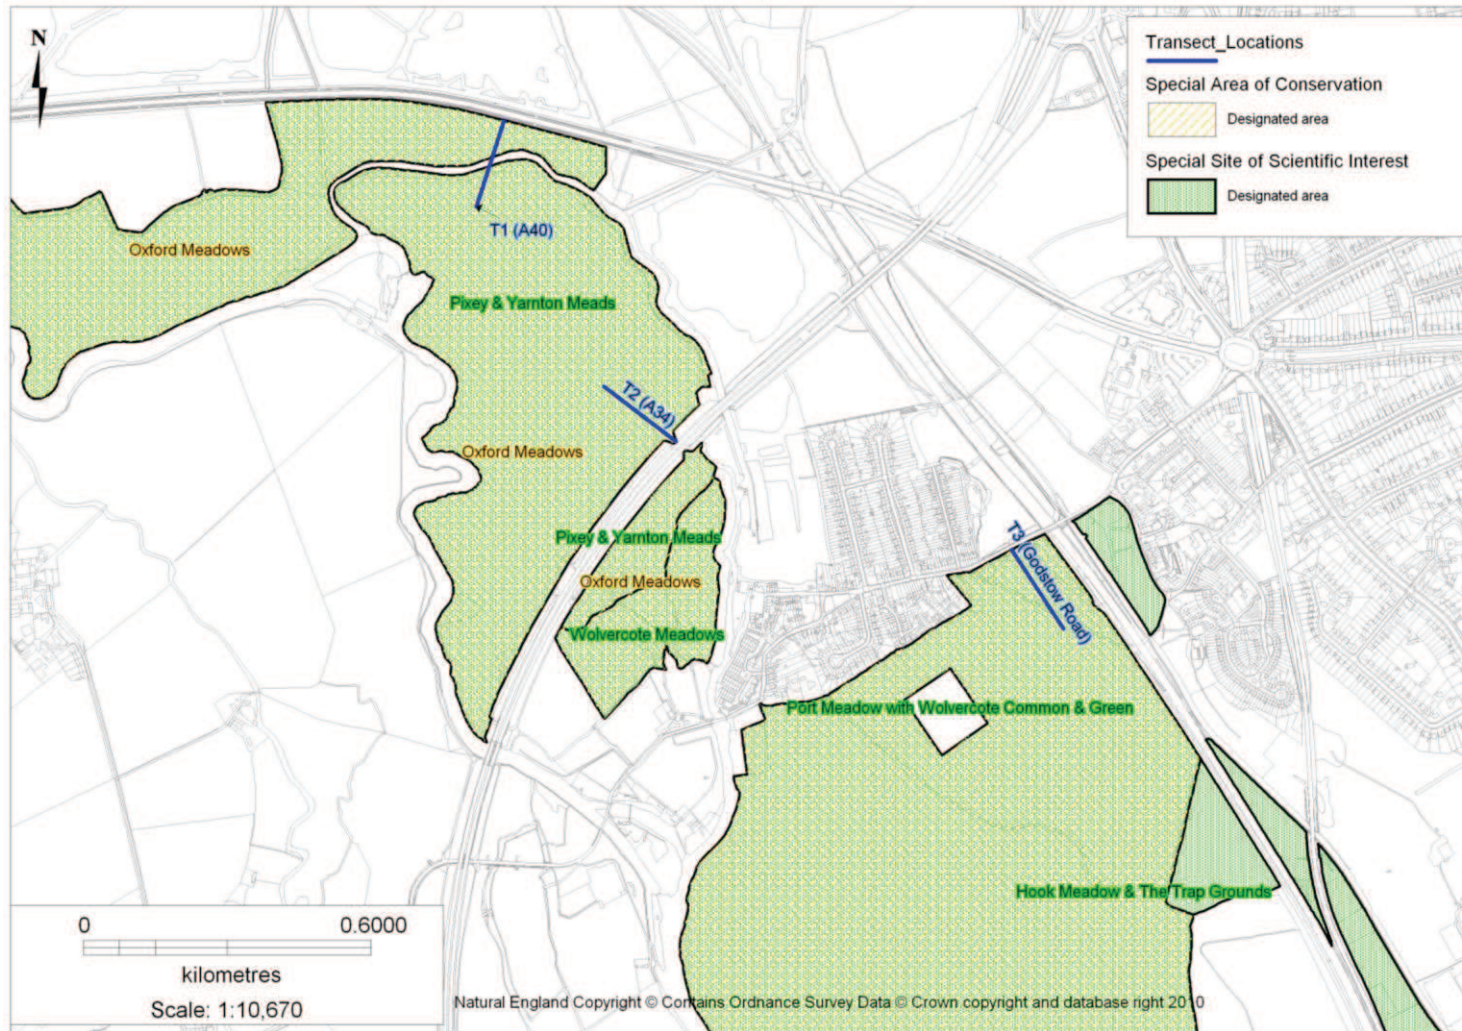 N
Transect_Locations
Special Area of Conservation
Designated area
Special Site of Scientific Interest
Designated area
T1 (A40)
Oxford Meadows
Pixey & Yarnton Meads
T2 (A34)
Oxford Meadows
Pixey & Yarnton Meads
T3 (Godstow Road)
Oxford Meadows
Wolvercote Meadows
Port Meadow with Wolvercote Common & Green
Hook Meadow & The Trap Grounds
0 0.6000
kilometres
Scale: 1:10,670
Natural England Copyright © Contains Ordnance Survey Data © Crown copyright and database right 2010